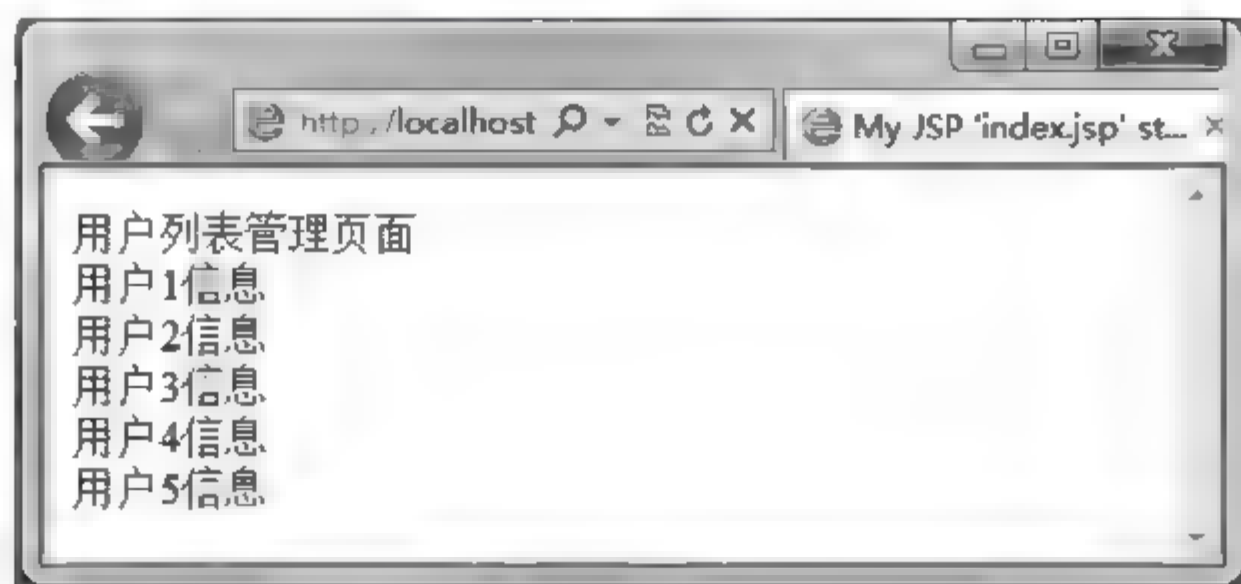 http://localhost
My JSP 'index.jsp' st...
用户列表管理页面
用户1信息
用户2信息
用户3信息
用户4信息
用户5信息